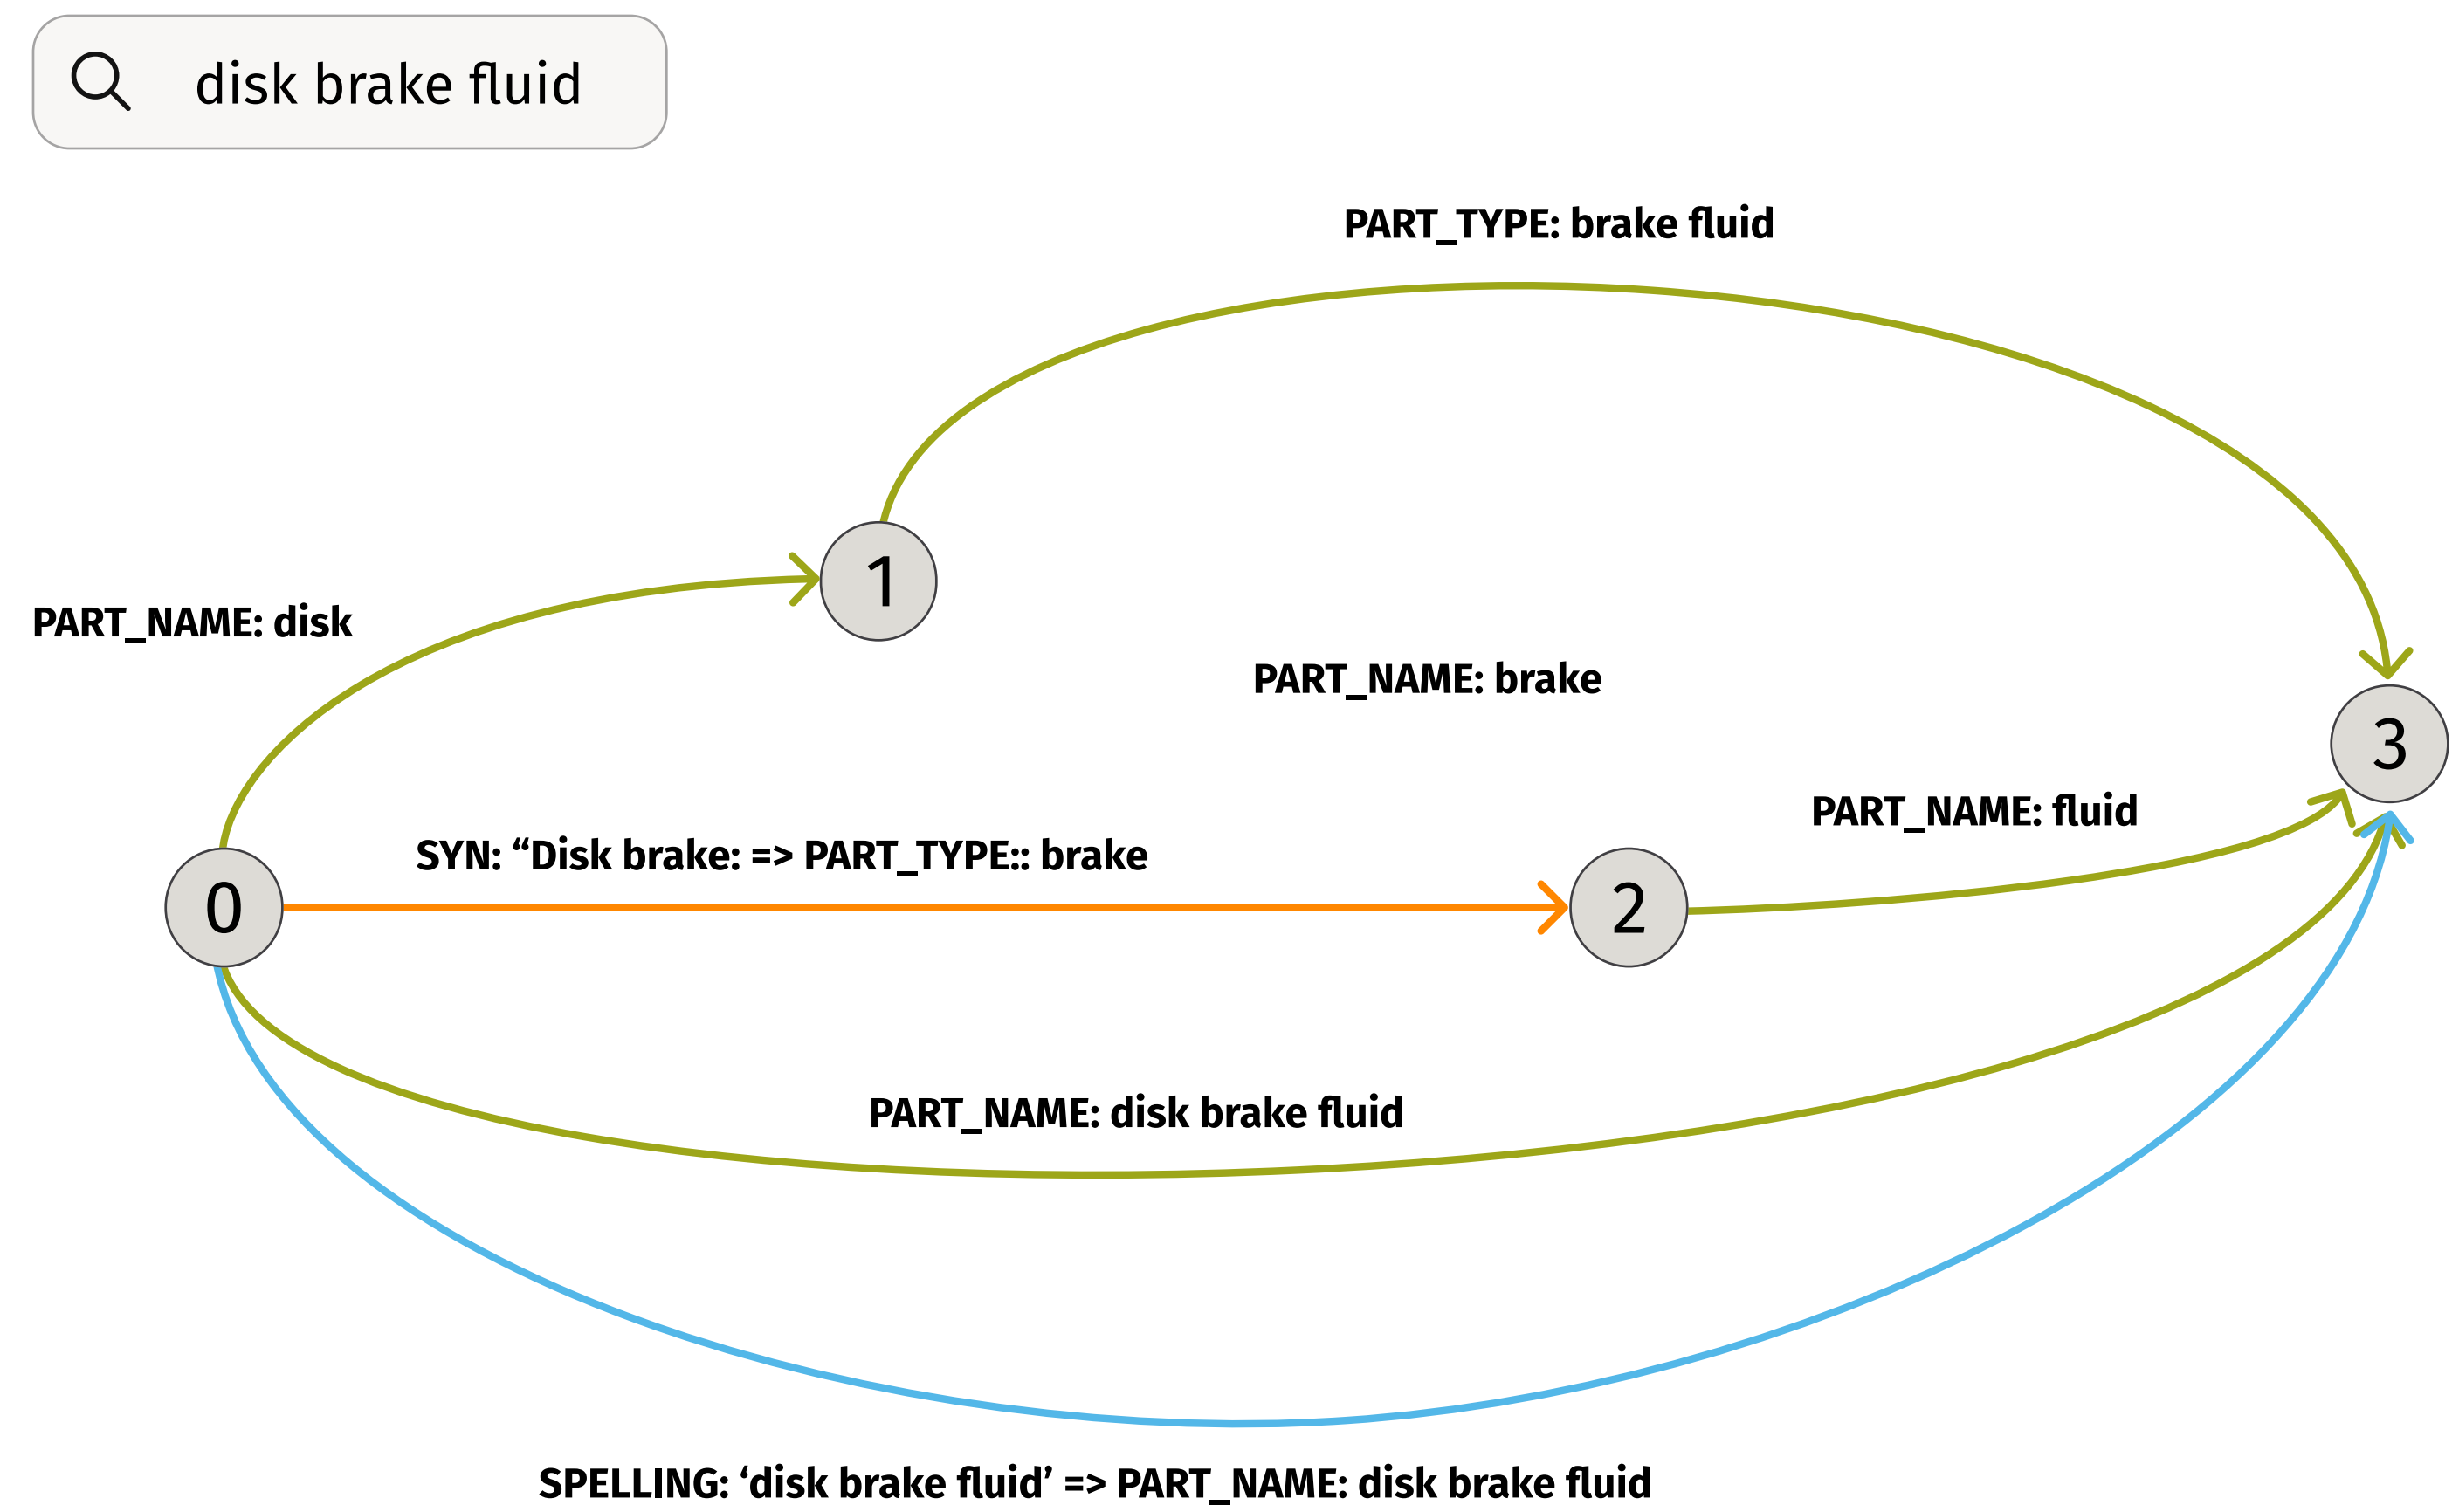 disk brake fluid
PART_TYPE: brake fluid
1
PART_NAME: disk
PART_NAME: brake
3
PART_NAME: fluid
SYN: “Disk brake: => PART_TYPE:: brake
0
2
PART_NAME: disk brake fluid
SPELLING: ‘disk brake fluid’ => PART_NAME: disk brake fluid